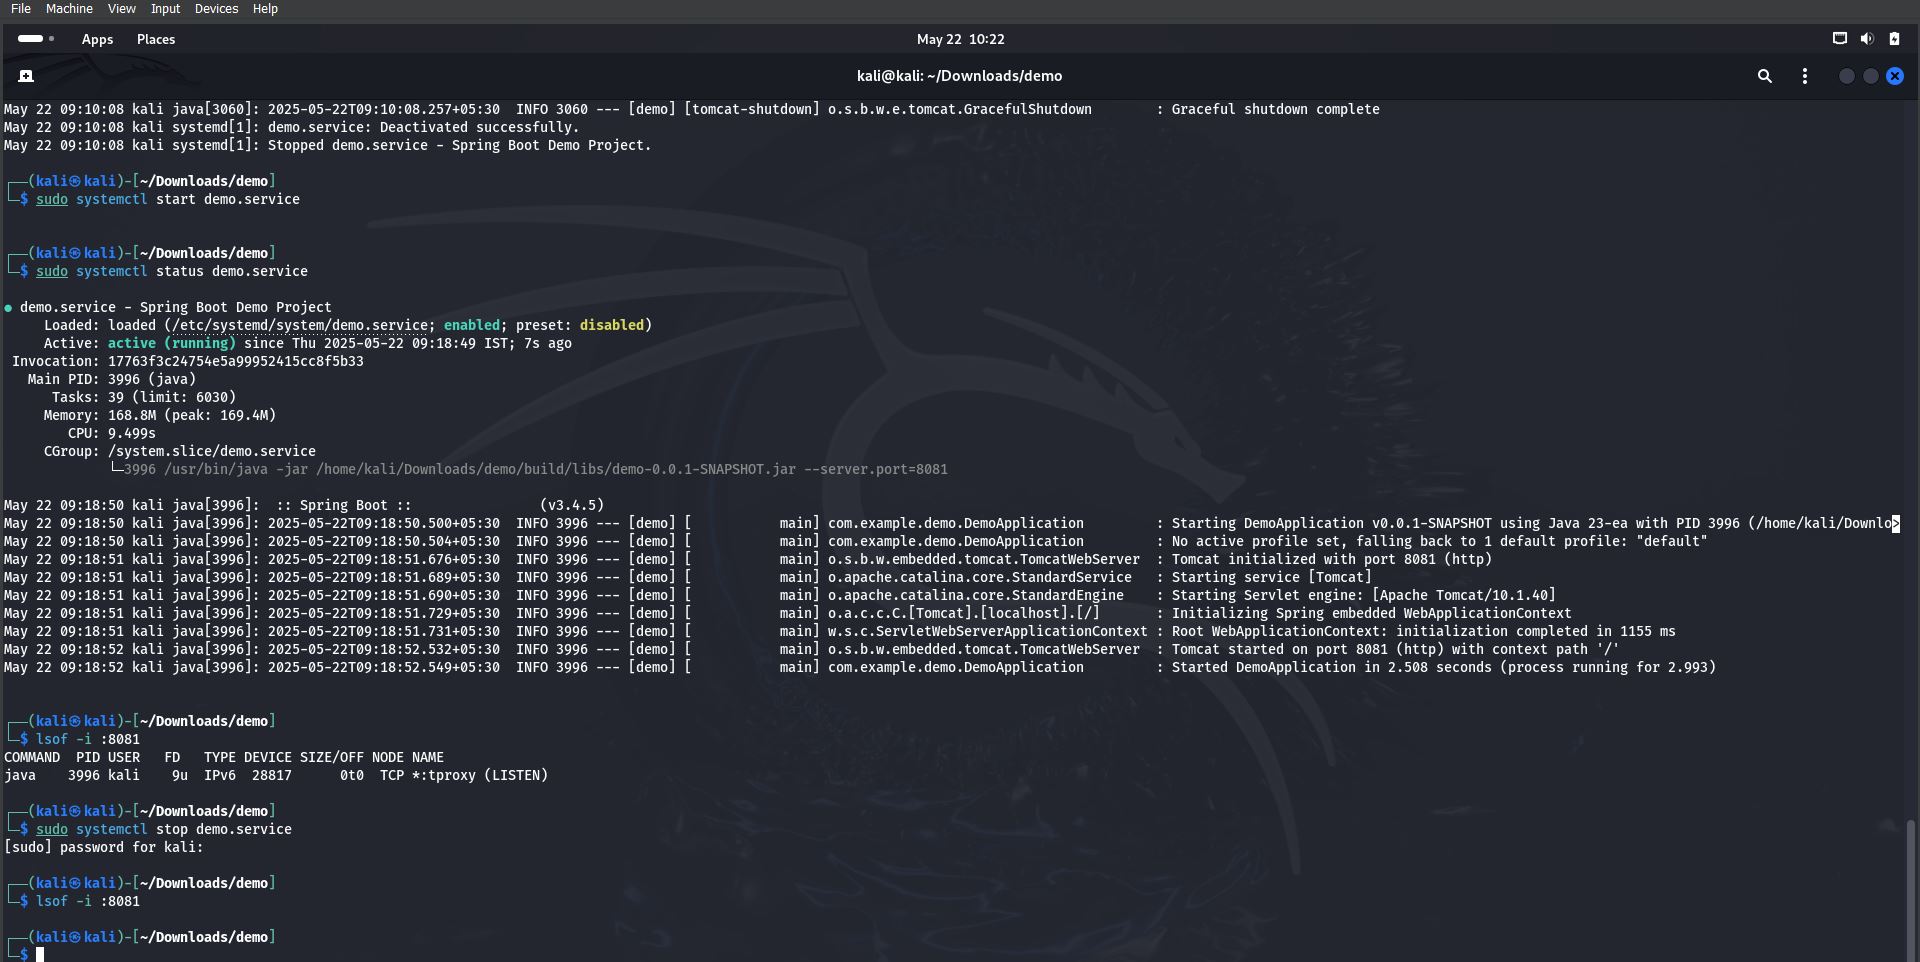 File Machine View Input Devices Help
Apps Places May 22 10:22
kali@kali: ~/Downloads/demo
May 22 09:10:08 kali java[3060]: 2025-05-22T09:10:08.257+05:30  INFO 3060 --- [demo] [tomcat-shutdown] o.s.b.w.e.tomcat.GracefulShutdown        : Graceful shutdown complete
May 22 09:10:08 kali systemd[1]: demo.service: Deactivated successfully.
May 22 09:10:08 kali systemd[1]: Stopped demo.service - Spring Boot Demo Project.
┌──(kali㉿kali)-[~/Downloads/demo]
└─$ sudo systemctl start demo.service
┌──(kali㉿kali)-[~/Downloads/demo]
└─$ sudo systemctl status demo.service
● demo.service - Spring Boot Demo Project
     Loaded: loaded (/etc/systemd/system/demo.service; enabled; preset: disabled)
     Active: active (running) since Thu 2025-05-22 09:18:49 IST; 7s ago
 Invocation: 17763f3c24754e5a99952415cc8f5b33
   Main PID: 3996 (java)
      Tasks: 39 (limit: 6030)
     Memory: 168.8M (peak: 169.4M)
        CPU: 9.499s
     CGroup: /system.slice/demo.service
             └─3996 /usr/bin/java -jar /home/kali/Downloads/demo/build/libs/demo-0.0.1-SNAPSHOT.jar --server.port=8081
May 22 09:18:50 kali java[3996]:  :: Spring Boot ::                (v3.4.5)
May 22 09:18:50 kali java[3996]: 2025-05-22T09:18:50.500+05:30  INFO 3996 --- [demo] [           main] com.example.demo.DemoApplication         : Starting DemoApplication v0.0.1-SNAPSHOT using Java 23-ea with PID 3996 (/home/kali/Downlo>
May 22 09:18:50 kali java[3996]: 2025-05-22T09:18:50.504+05:30  INFO 3996 --- [demo] [           main] com.example.demo.DemoApplication         : No active profile set, falling back to 1 default profile: "default"
May 22 09:18:51 kali java[3996]: 2025-05-22T09:18:51.676+05:30  INFO 3996 --- [demo] [           main] o.s.b.w.embedded.tomcat.TomcatWebServer  : Tomcat initialized with port 8081 (http)
May 22 09:18:51 kali java[3996]: 2025-05-22T09:18:51.689+05:30  INFO 3996 --- [demo] [           main] o.apache.catalina.core.StandardService   : Starting service [Tomcat]
May 22 09:18:51 kali java[3996]: 2025-05-22T09:18:51.690+05:30  INFO 3996 --- [demo] [           main] o.apache.catalina.core.StandardEngine    : Starting Servlet engine: [Apache Tomcat/10.1.40]
May 22 09:18:51 kali java[3996]: 2025-05-22T09:18:51.729+05:30  INFO 3996 --- [demo] [           main] o.a.c.c.C.[Tomcat].[localhost].[/]       : Initializing Spring embedded WebApplicationContext
May 22 09:18:51 kali java[3996]: 2025-05-22T09:18:51.731+05:30  INFO 3996 --- [demo] [           main] w.s.c.ServletWebServerApplicationContext : Root WebApplicationContext: initialization completed in 1155 ms
May 22 09:18:52 kali java[3996]: 2025-05-22T09:18:52.532+05:30  INFO 3996 --- [demo] [           main] o.s.b.w.embedded.tomcat.TomcatWebServer  : Tomcat started on port 8081 (http) with context path '/'
May 22 09:18:52 kali java[3996]: 2025-05-22T09:18:52.549+05:30  INFO 3996 --- [demo] [           main] com.example.demo.DemoApplication         : Started DemoApplication in 2.508 seconds (process running for 2.993)
┌──(kali㉿kali)-[~/Downloads/demo]
└─$ lsof -i :8081
COMMAND  PID USER   FD   TYPE DEVICE SIZE/OFF NODE NAME
java    3996 kali    9u  IPv6  28817      0t0  TCP *:tproxy (LISTEN)
┌──(kali㉿kali)-[~/Downloads/demo]
└─$ sudo systemctl stop demo.service
[sudo] password for kali:
┌──(kali㉿kali)-[~/Downloads/demo]
└─$ lsof -i :8081
┌──(kali㉿kali)-[~/Downloads/demo]
└─$